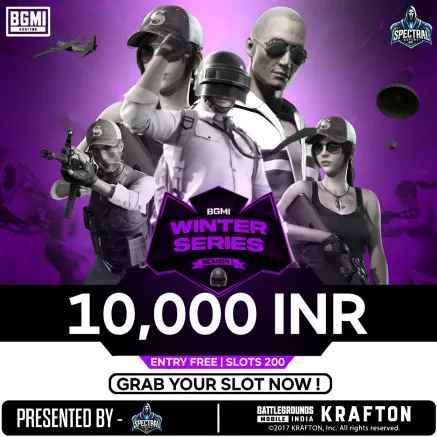 BGMI
SPECTRAL
BGMI
WINTER
SERIES
10,000 INR
ENTRY FREE | SLOTS 200
GRAB YOUR SLOT NOW !
PRESENTED BY -
SPECTRAL
BATTLEGROUNDS
MOBILE INDIA
KRAFTON
©2017 KRAFTON, Inc. All rights reserved.